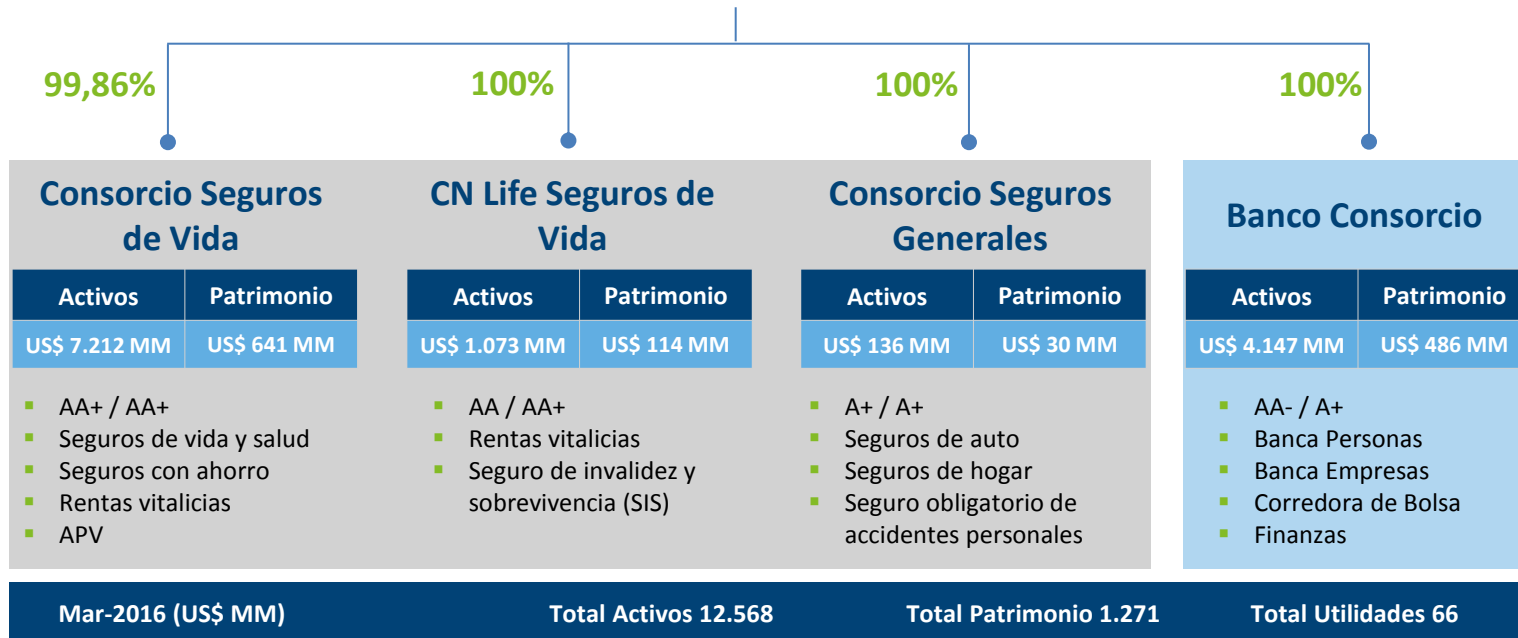 99,86%
100%
100%
100%
Consorcio Seguros
de Vida
Activos Patrimonio
US$ 7.212 MM US$ 641 MM
▪ AA+ / AA+
▪ Seguros de vida y salud
▪ Seguros con ahorro
▪ Rentas vitalicias
▪ APV
CN Life Seguros de
Vida
Activos Patrimonio
US$ 1.073 MM US$ 114 MM
▪ AA / AA+
▪ Rentas vitalicias
▪ Seguro de invalidez y
sobrevivencia (SIS)
Consorcio Seguros
Generales
Activos Patrimonio
US$ 136 MM US$ 30 MM
▪ A+ / A+
▪ Seguros de auto
▪ Seguros de hogar
▪ Seguro obligatorio de
accidentes personales
Banco Consorcio
Activos Patrimonio
US$ 4.147 MM US$ 486 MM
▪ AA- / A+
▪ Banca Personas
▪ Banca Empresas
▪ Corredora de Bolsa
▪ Finanzas
Mar-2016 (US$ MM) Total Activos 12.568 Total Patrimonio 1.271 Total Utilidades 66